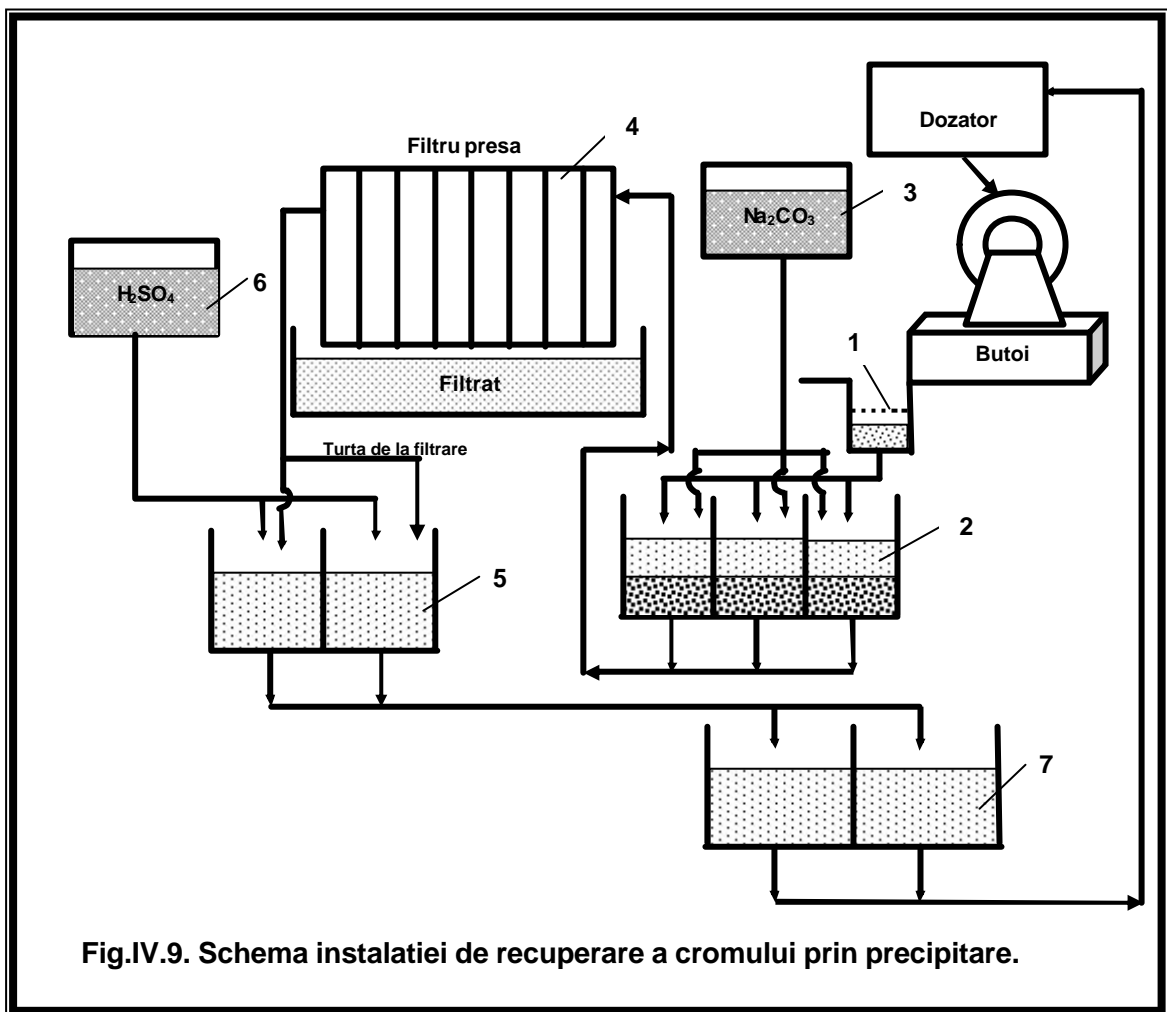 Dozator
4
Filtru presa
3
Na₂CO₃
6
H₂SO₄
1
Butoi
Filtrat
Turta de la filtrare
2
5
7
Fig.IV.9. Schema instalatiei de recuperare a cromului prin precipitare.